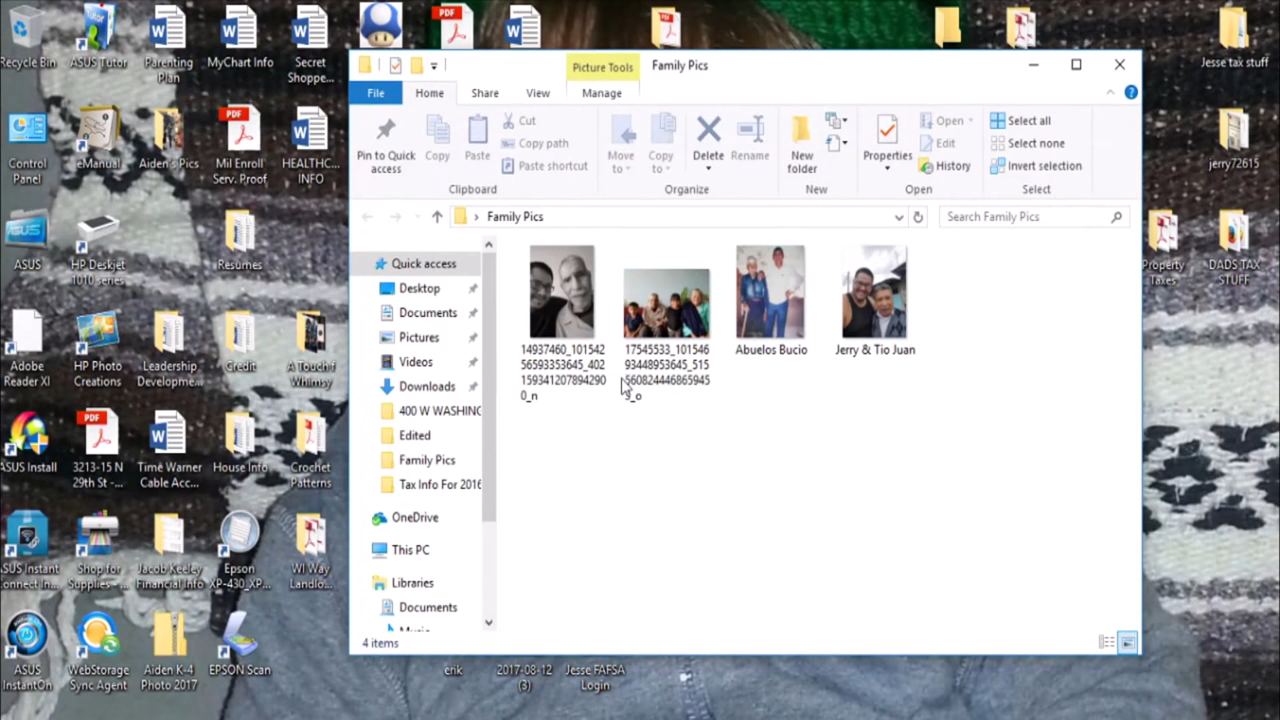 Recycle Bin
ASUS Tutor
Parenting
Plan
MyChart Info
Secret
Shoppe...
PDF
Jesse tax stuff
Control
Panel
eManual
Aiden's Pics
PDF
Mil Enroll
Serv. Proof
HEALTHC...
INFO
jerry72615
ASUS
HP Deskjet
1010 series
Resumes
Property
Taxes
DADS TAX
STUFF
Adobe
Reader XI
HP Photo
Creations
Leadership
Developme...
Credit
A Touch f
Whimsy
ASUS Install
PDF
3213-15 N
29th St -...
Time Warner
Cable Acc...
House Info
Crochet
Patterns
ASUS Instant
Connect In...
Shop for
Supplies - ...
Jacob Keeley
Financial Info
Epson
XP-430_XP...
WI Way
Landlo...
ASUS
InstantOn
WebStorage
Sync Agent
Aiden K-4
Photo 2017
EPSON Scan
erik
2017-08-12
(3)
Jesse FAFSA
Login
Picture Tools
Family Pics
File
Home
Share
View
Manage
Pin to Quick
access
Copy
Paste
Cut
Copy path
Paste shortcut
Clipboard
Move
to
Copy
to
Delete
Rename
Organize
New
folder
New
Properties
Open
Edit
History
Open
Select all
Select none
Invert selection
Select
Family Pics
Search Family Pics
Quick access
Desktop
Documents
Pictures
Videos
Downloads
400 W WASHING
Edited
Family Pics
Tax Info For 2016
OneDrive
This PC
Libraries
Documents
14937460_101542
56593353645_402
159341207894290
0_n
17545533_101546
93448953645_515
560824446865945
9_o
Abuelos Bucio
Jerry & Tio Juan
4 items